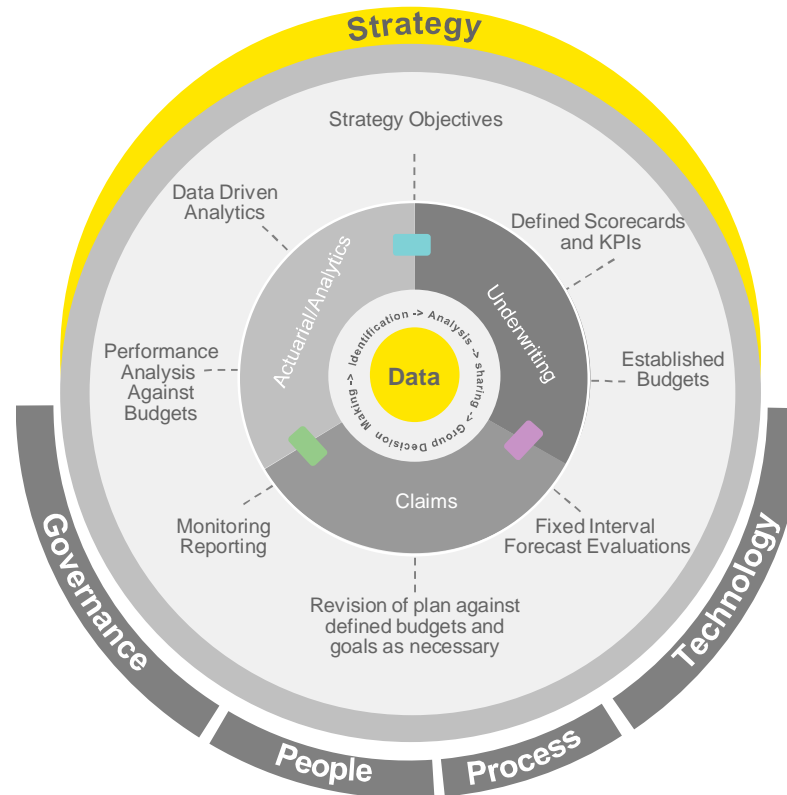 Strategy
Strategy Objectives
Data Driven
Analytics
Defined Scorecards
and KPIs
Actuarial/Analytics
Underwriting
Identification -> Analysis -> sharing -> Group Decision Making ->
Data
Performance
Analysis
Against
Budgets
Established
Budgets
Claims
Monitoring
Reporting
Fixed Interval
Forecast Evaluations
Revision of plan against
defined budgets and
goals as necessary
Governance
People
Process
Technology